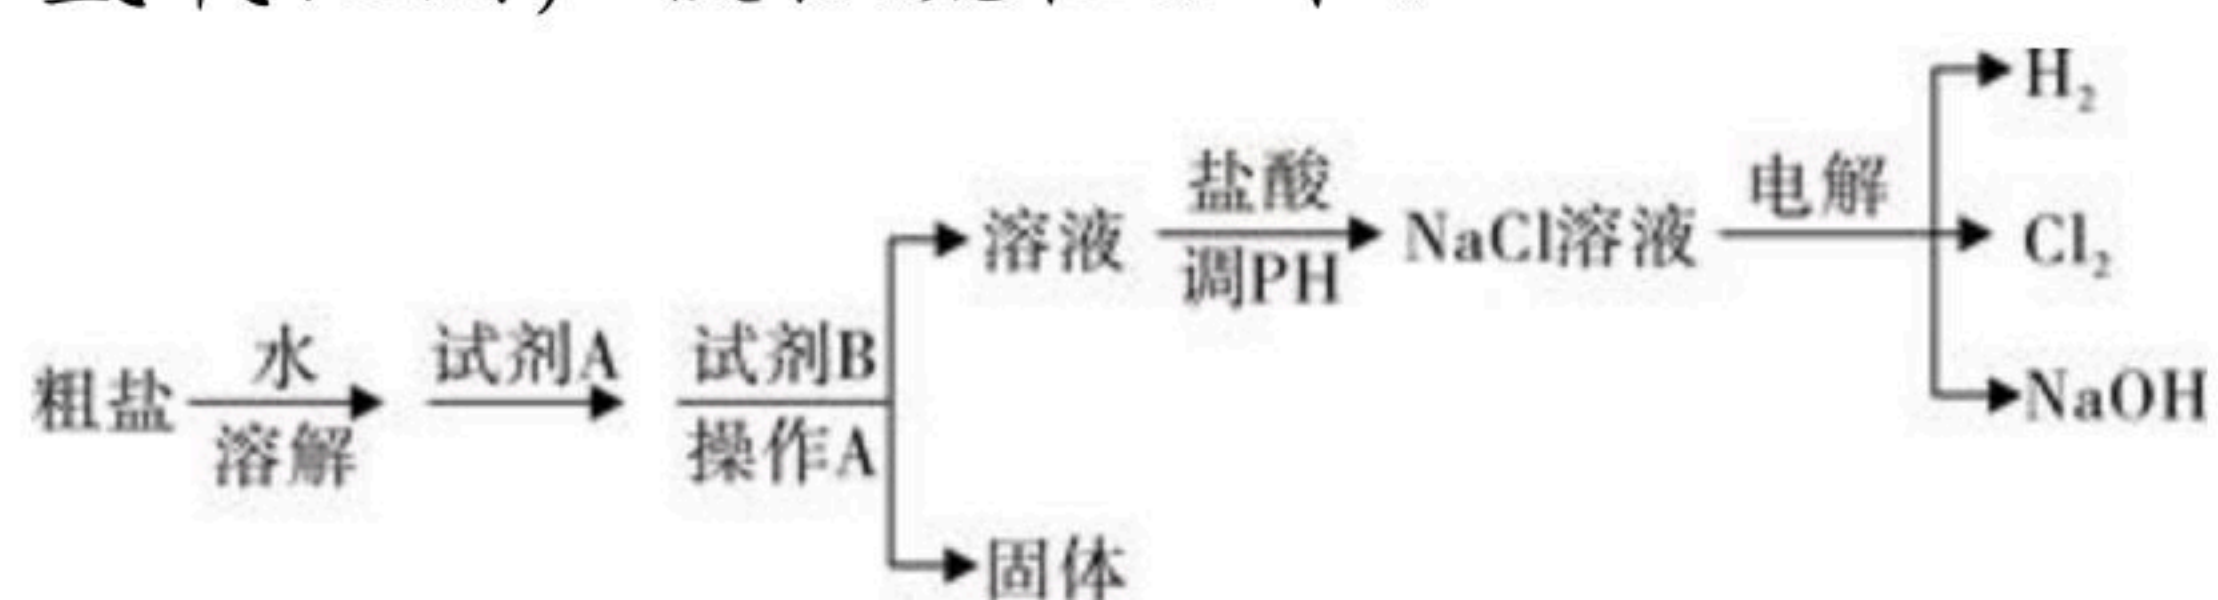 H₂
盐酸
电解
溶液 调PH NaCl溶液 Cl₂
水 试剂A 试剂B
粗盐 NaOH
溶解 操作A
固体